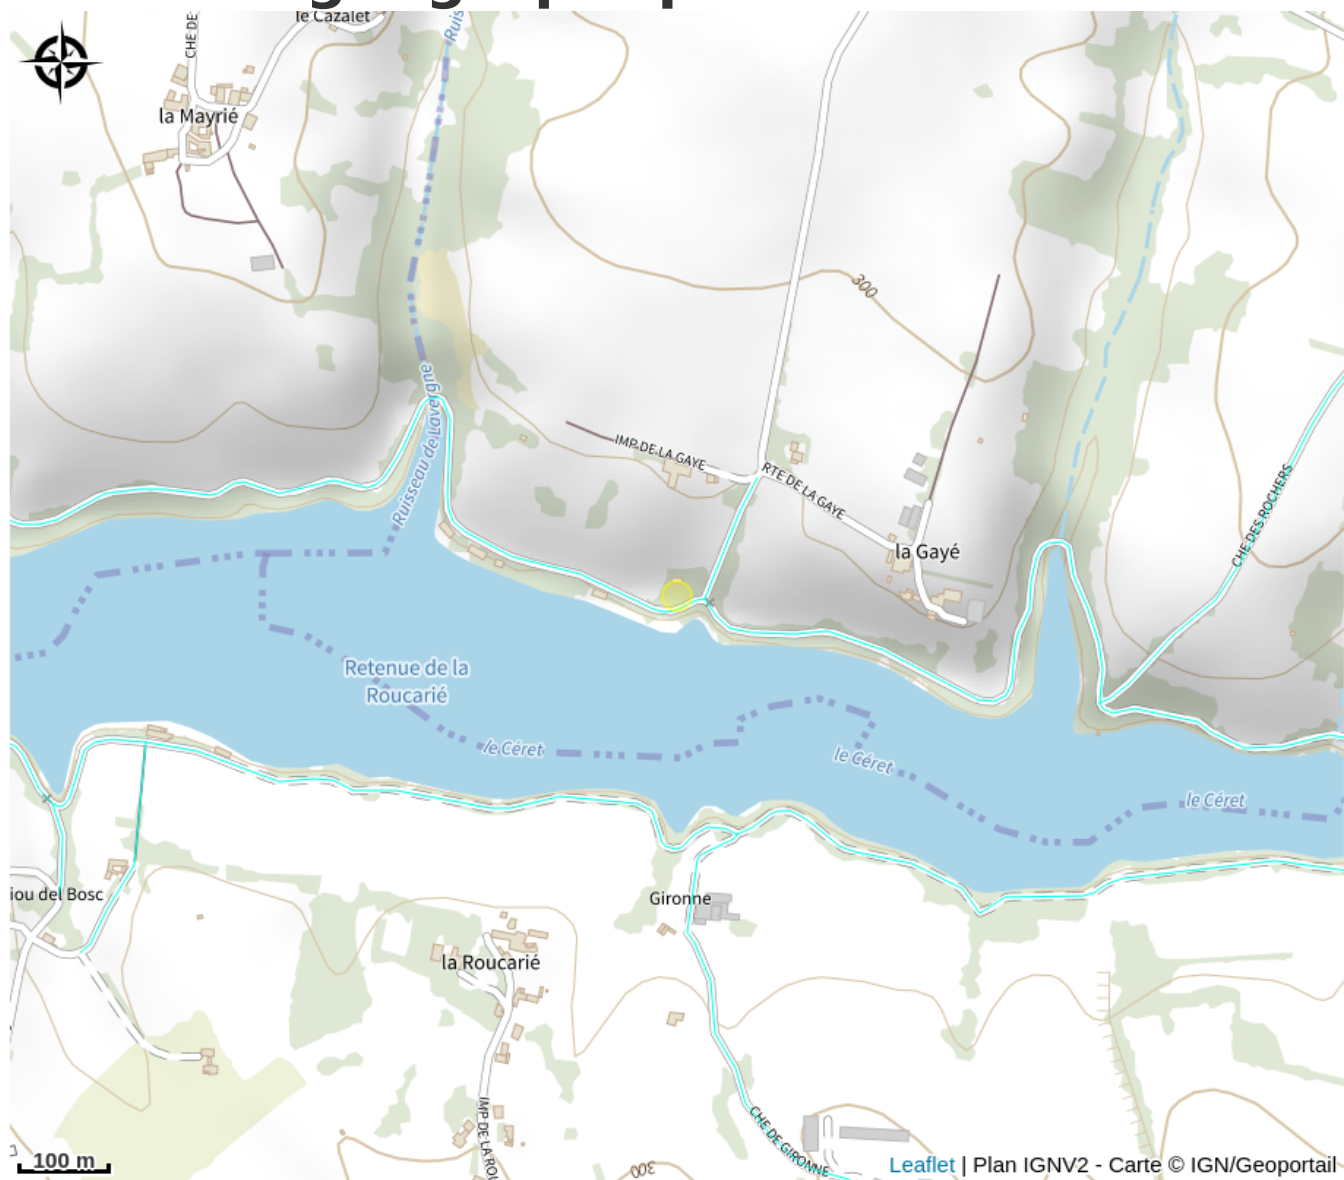 le Cazalet
CHE DE
Ruis
la Mayrié
300
Ruisseau de Lavergne
IMP DE LA GAYE
RTE DE LA GAYE
la Gayé
CHE DES ROCHERS
Retenue de la
Roucarié
le Céret
le Céret
le Céret
iou del Bosc
Gironne
la Roucarié
IMP DE LA ROU
CHE DE GIRONNE
300
100 m
Leaflet | Plan IGNV2 - Carte © IGN/Geoportail